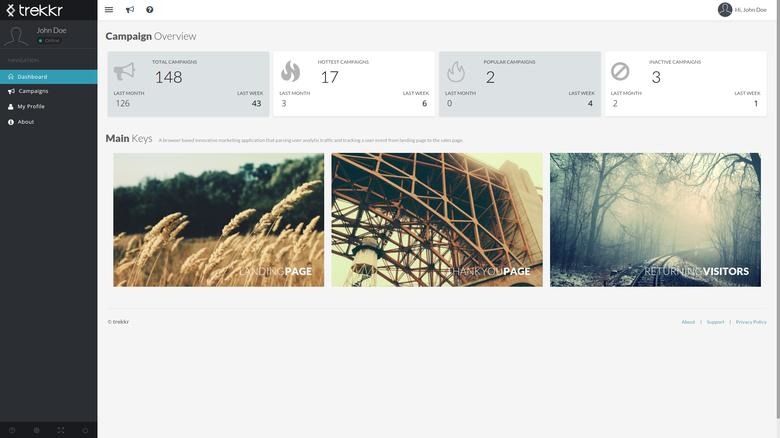 trekkr
Hi, John Doe
John Doe
Online
NAVIGATION
Dashboard
Campaigns
My Profile
About
Campaign Overview
TOTAL CAMPAIGNS
148
LAST MONTH
LAST WEEK
126
43
HOTTEST CAMPAIGNS
17
LAST MONTH
LAST WEEK
3
6
POPULAR CAMPAIGNS
2
LAST MONTH
LAST WEEK
0
4
INACTIVE CAMPAIGNS
3
LAST MONTH
LAST WEEK
2
1
Main Keys
A browser based innovative marketing application that parsing user analytic traffic and tracking a user event from landing page to the sales page.
LANDINGPAGE
THANKYOUPAGE
RETURNINGVISITORS
© trekkr
About | Support | Privacy Policy